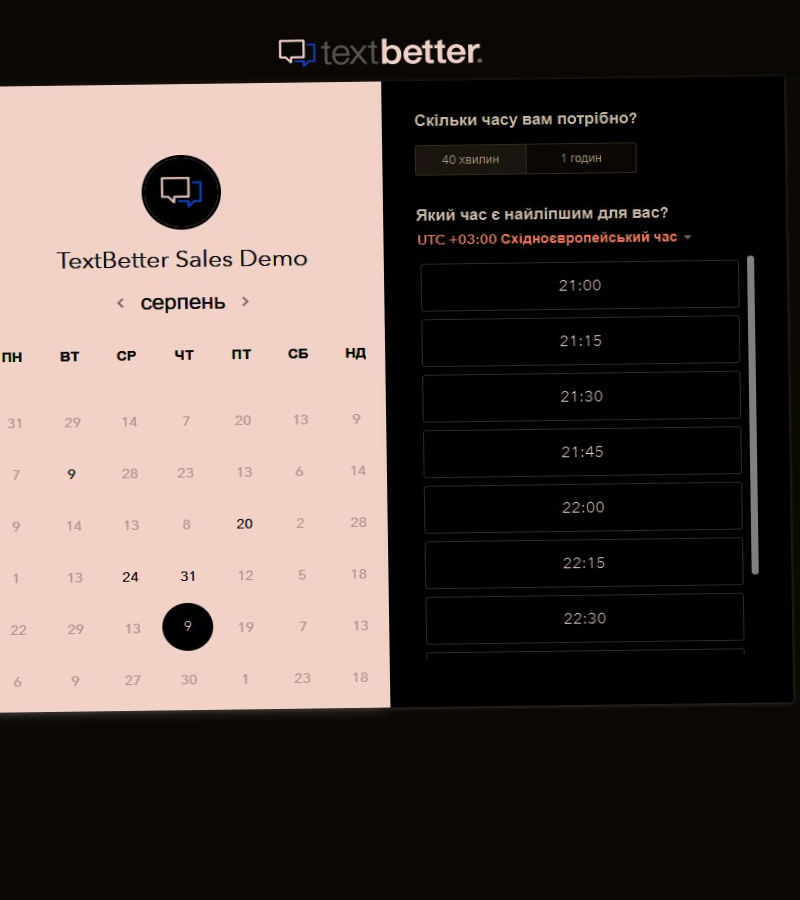 textbetter.
TextBetter Sales Demo
серпень
ПН ВТ СР ЧТ ПТ СБ НД
31 29 14 7 20 13 9
7 9 28 23 13 6 14
9 14 13 8 20 2 28
1 13 24 31 12 5 18
22 29 13 9 19 7 13
6 9 27 30 1 23 18
Скільки часу вам потрібно?
40 хвилин 1 годин
Який час є найліпшим для вас?
UTC +03:00 Східноєвропейський час
21:00
21:15
21:30
21:45
22:00
22:15
22:30